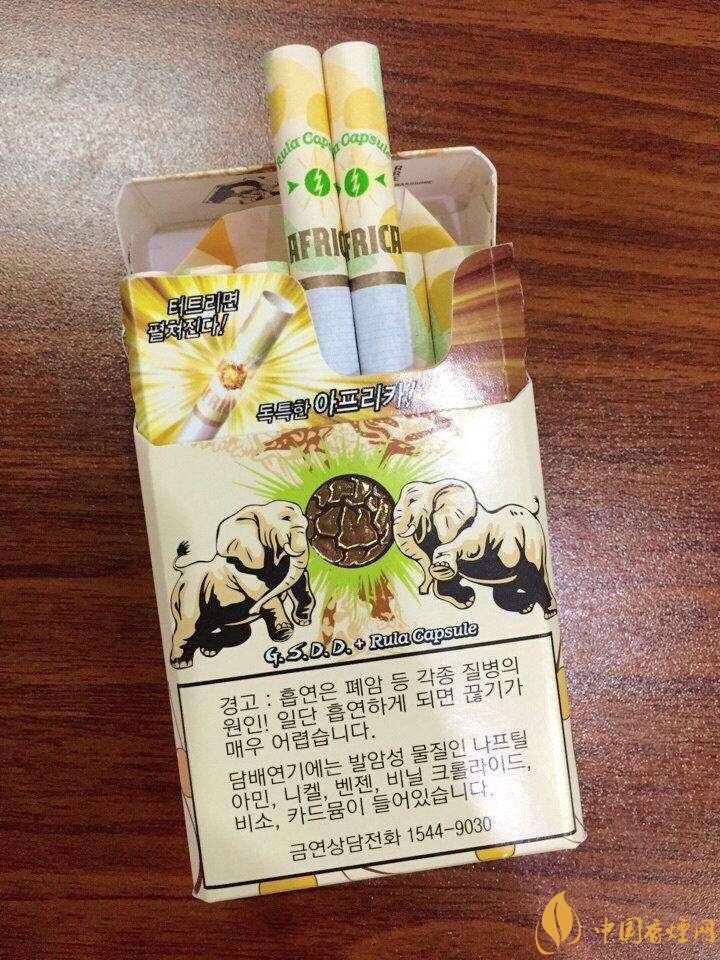 Rula Capsule
a Capsule
AFRIC
FRICA
터트리면
펼쳐진다!
독특한 아프리카!
G.S.D.D.+ Rula Capsule
경고 : 흡연은 폐암 등 각종 질병의
원인! 일단 흡연하게 되면 끊기가
매우 어렵습니다.
담배연기에는 발암성 물질인 나프틸
아민, 니켈, 벤젠, 비닐 크롤라이드,
비소, 카드뮴이 들어있습니다.
금연상담전화 1544-9030
中国香烟网